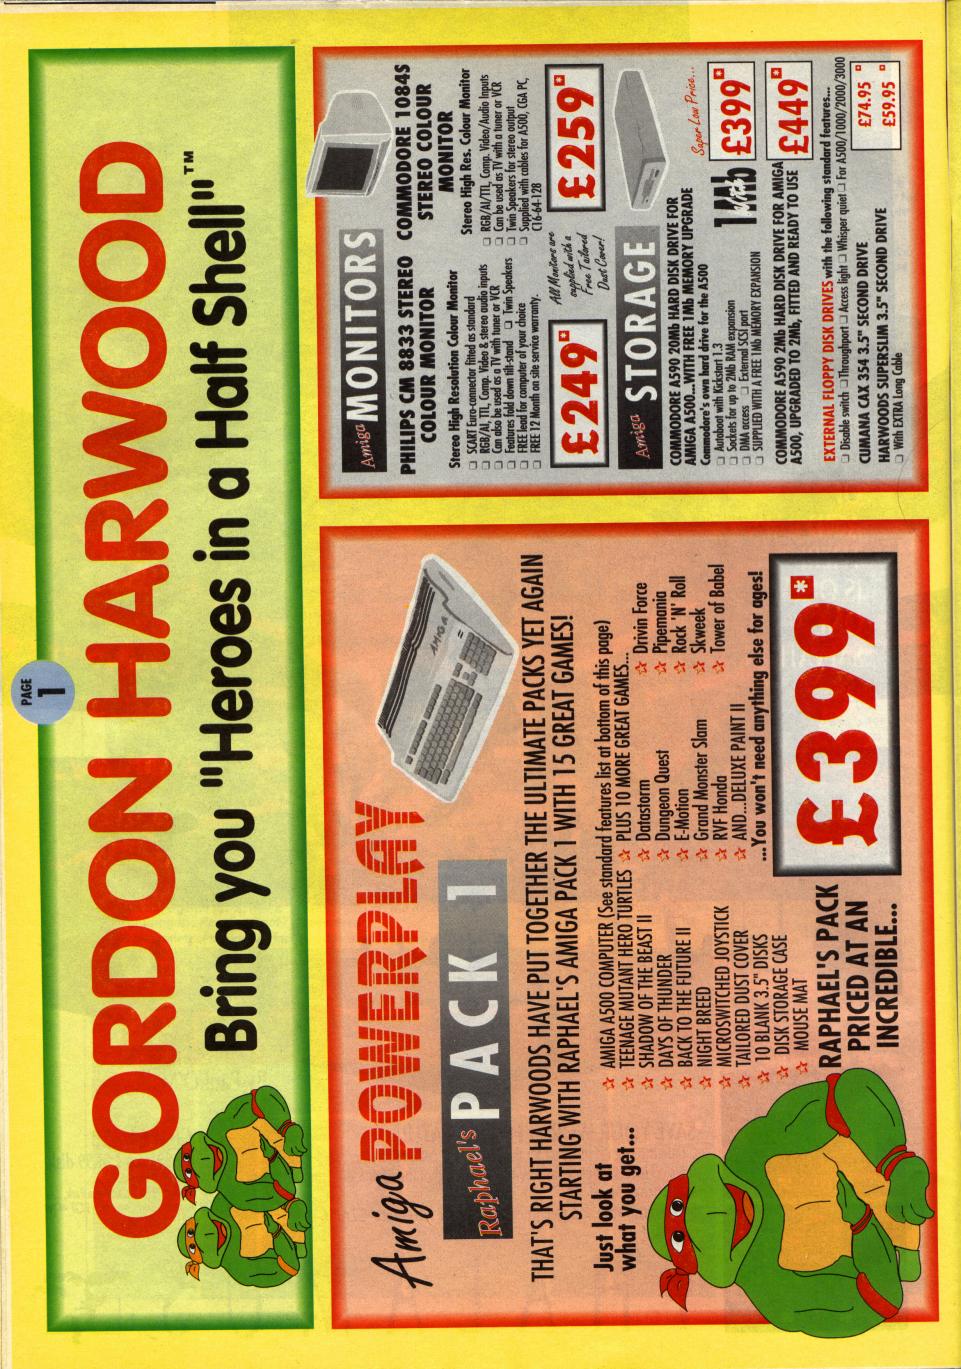 PAGE
1
GORDON HARWOOD
Bring you "Heroes in a Half Shell"™
Amiga POWERPLAY
AMIGA
Raphael's PACK 1
THAT'S RIGHT HARWOODS HAVE PUT TOGETHER THE ULTIMATE PACKS YET AGAIN
STARTING WITH RAPHAEL'S AMIGA PACK 1 WITH 15 GREAT GAMES!
Just look at
what you get...
☆ AMIGA A500 COMPUTER (See standard features list at bottom of this page)
☆ TEENAGE MUTANT HERO TURTLES
☆ SHADOW OF THE BEAST II
☆ DAYS OF THUNDER
☆ BACK TO THE FUTURE II
☆ NIGHT BREED
☆ MICROSWITCHED JOYSTICK
☆ TAILORED DUST COVER
☆ 10 BLANK 3.5" DISKS
☆ DISK STORAGE CASE
☆ MOUSE MAT
☆ PLUS 10 MORE GREAT GAMES...
☆ Datastorm
☆ Dungeon Quest
☆ E-Motion
☆ Grand Monster Slam
☆ RVF Honda
☆ AND...DELUXE PAINT II
☆ Drivin Force
☆ Pipemania
☆ Rock 'N' Roll
☆ Skweek
☆ Tower of Babel
...You won't need anything else for ages!
RAPHAEL'S PACK
PRICED AT AN
INCREDIBLE...
£399*
Amiga MONITORS
PHILIPS CM 8833 STEREO
COLOUR MONITOR
Stereo High Resolution Colour Monitor
☐ SCART Euro-connector fitted as standard
☐ RGB/AI, TTL, Comp. Video & stereo audio inputs
☐ Can also be used as a TV with tuner or VCR
☐ Features fold down tilt-stand ☐ Twin Speakers
☐ FREE lead for computer of your choice
☐ FREE 12 Month on site service warranty.
£249*
COMMODORE 1084S
STEREO COLOUR
MONITOR
Stereo High Res. Colour Monitor
☐ RGB/AI/TTL, Comp. Video/Audio Inputs
☐ Can be used as TV with a tuner or VCR
☐ Twin Speakers for stereo output
☐ Supplied with cables for A500, CGA PC,
C16-64-128
All Monitors are
supplied with a
Free Tailored
Dust Cover!
£259*
Amiga STORAGE
COMMODORE A590 20Mb HARD DISK DRIVE FOR
AMIGA A500...WITH FREE 1Mb MEMORY UPGRADE
Commodore's own hard drive for the A500
☐ Autoboot with Kickstart 1.3
☐ Sockets for up to 2Mb RAM expansion
☐ DMA access ☐ External SCSI port
☐ SUPPLIED WITH A FREE 1Mb MEMORY EXPANSION
with
1Mb
Super Low Price...
£399*
COMMODORE A590 2Mb HARD DISK DRIVE FOR AMIGA
A500, UPGRADED TO 2Mb, FITTED AND READY TO USE
£449*
EXTERNAL FLOPPY DISK DRIVES with the following standard features...
☐ Disable switch ☐ Throughport ☐ Access light ☐ Whisper quiet ☐ For A500/1000/2000/3000
CUMANA CAX 354 3.5" SECOND DRIVE
£74.95
HARWOODS SUPERSLIM 3.5" SECOND DRIVE
£59.95
☐ With EXTRA Long Cable